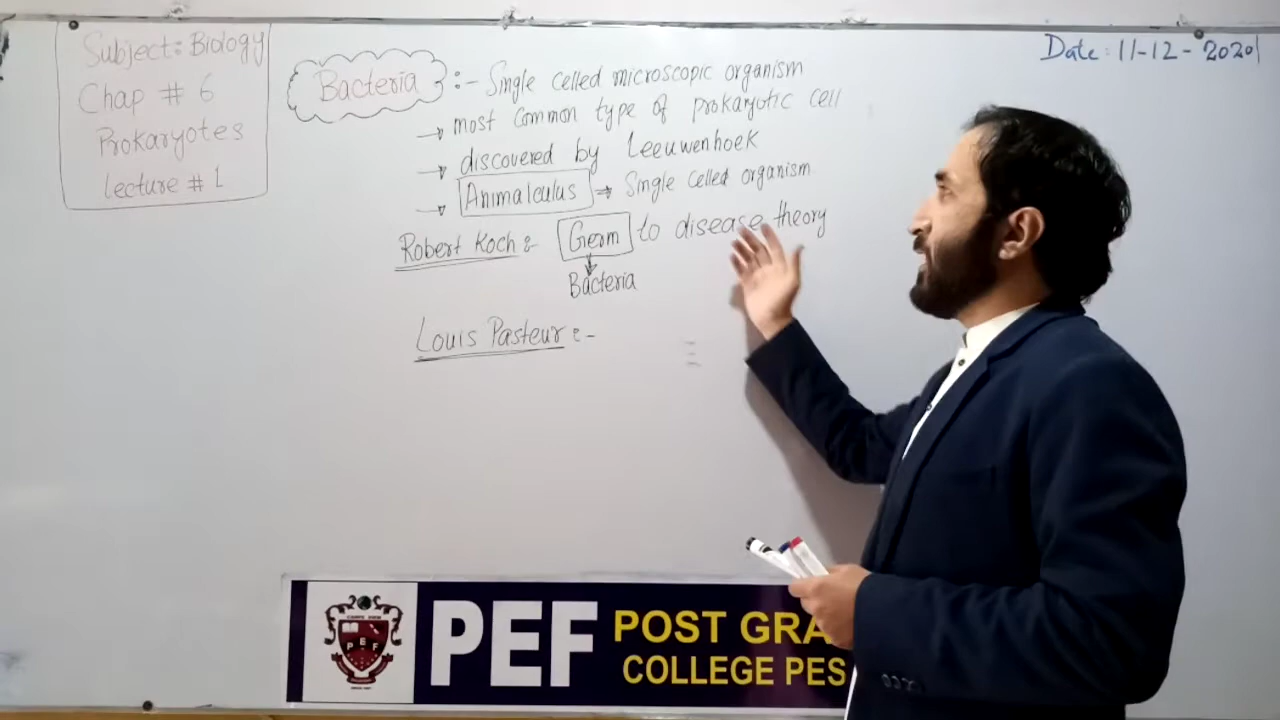 Subject: Biology
Chap # 6
Prokaryotes
Lecture # 1
Date: 11-12-2020
Bacteria :- Single celled microscopic organism
→ most common type of prokaryotic cell
→ discovered by Leeuwenhoek
→ Animalculus → Single celled organism
Robert Koch :- Germ to disease theory
Bacteria
Louis Pasteur :-
PEF
PEF
POST GRA
COLLEGE PES